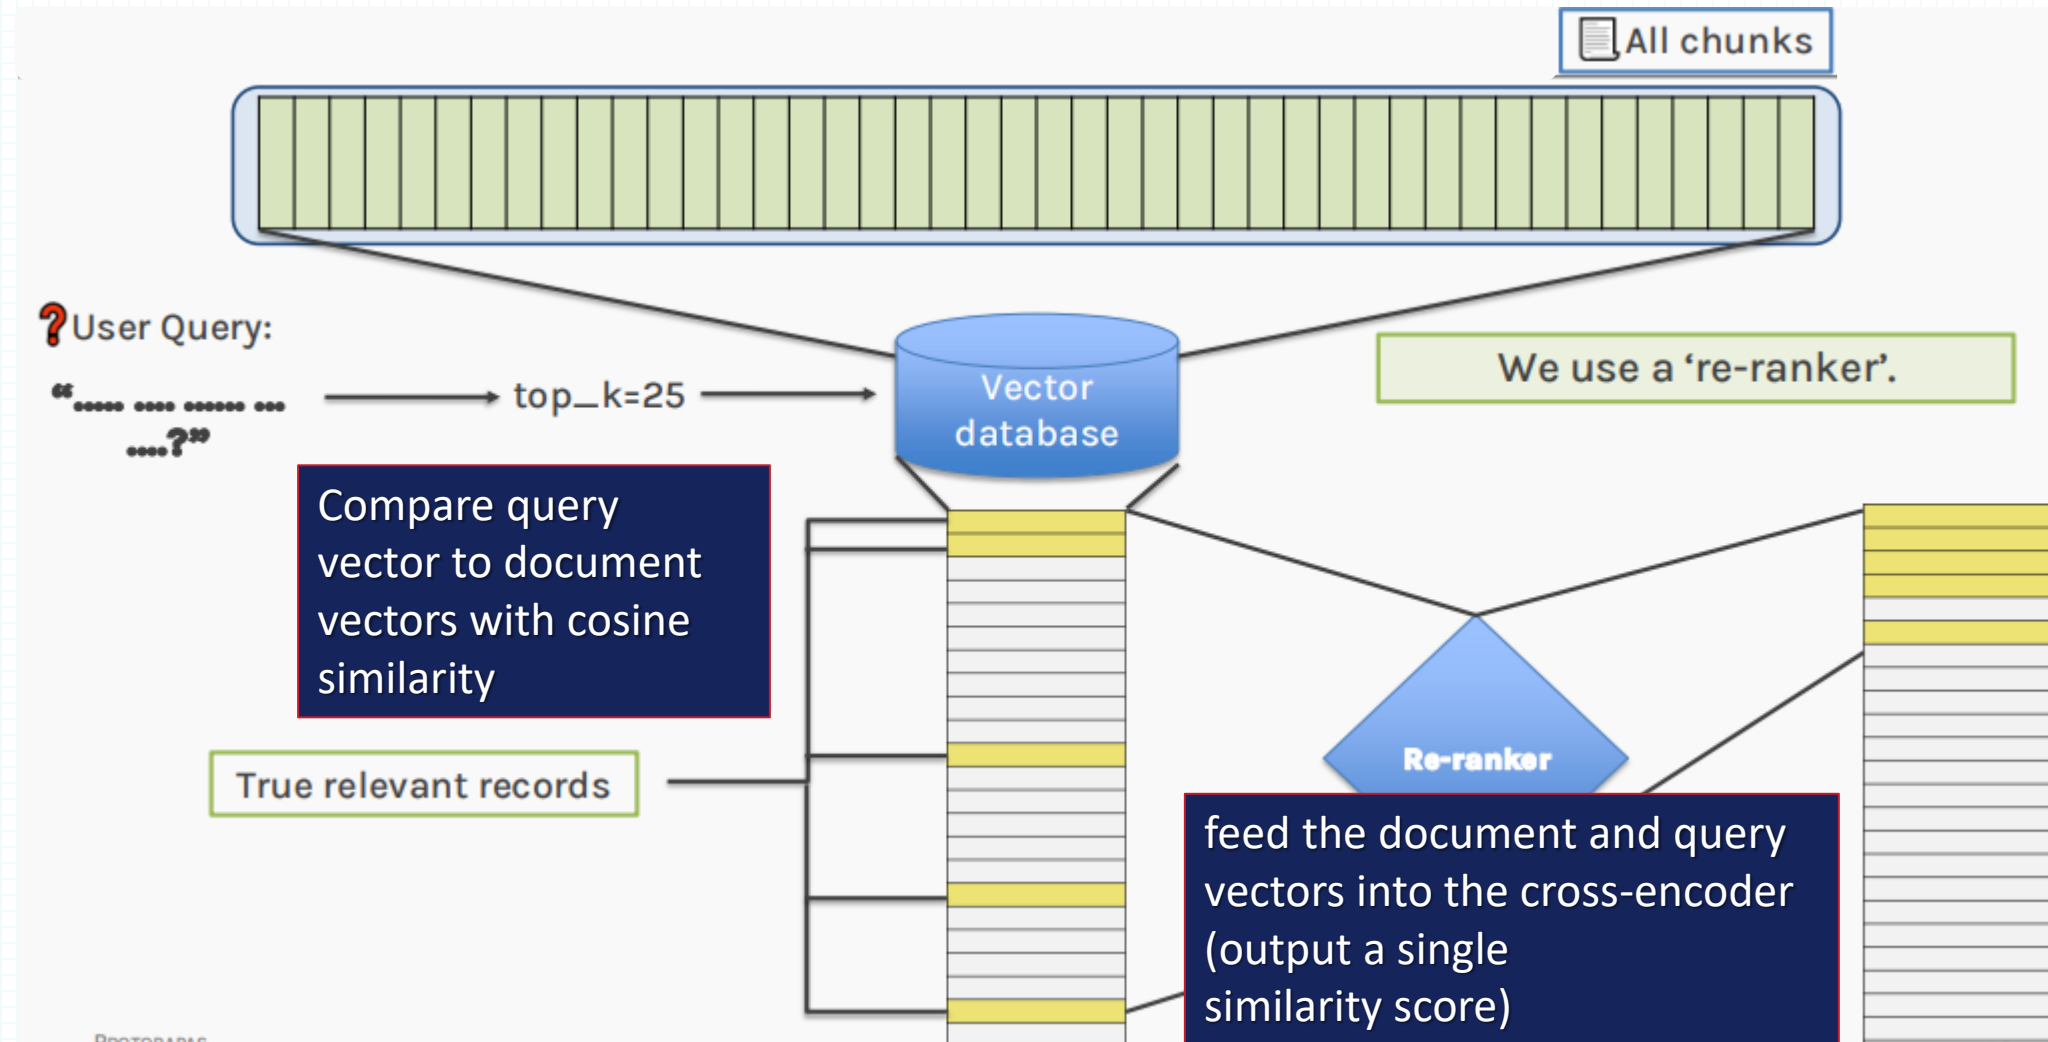 All chunks
User Query:
“..... .... ...... ...
....?”
top_k=25
Vector
database
We use a ‘re-ranker’.
Compare query
vector to document
vectors with cosine
similarity
True relevant records
Re-ranker
feed the document and query
vectors into the cross-encoder
(output a single
similarity score)